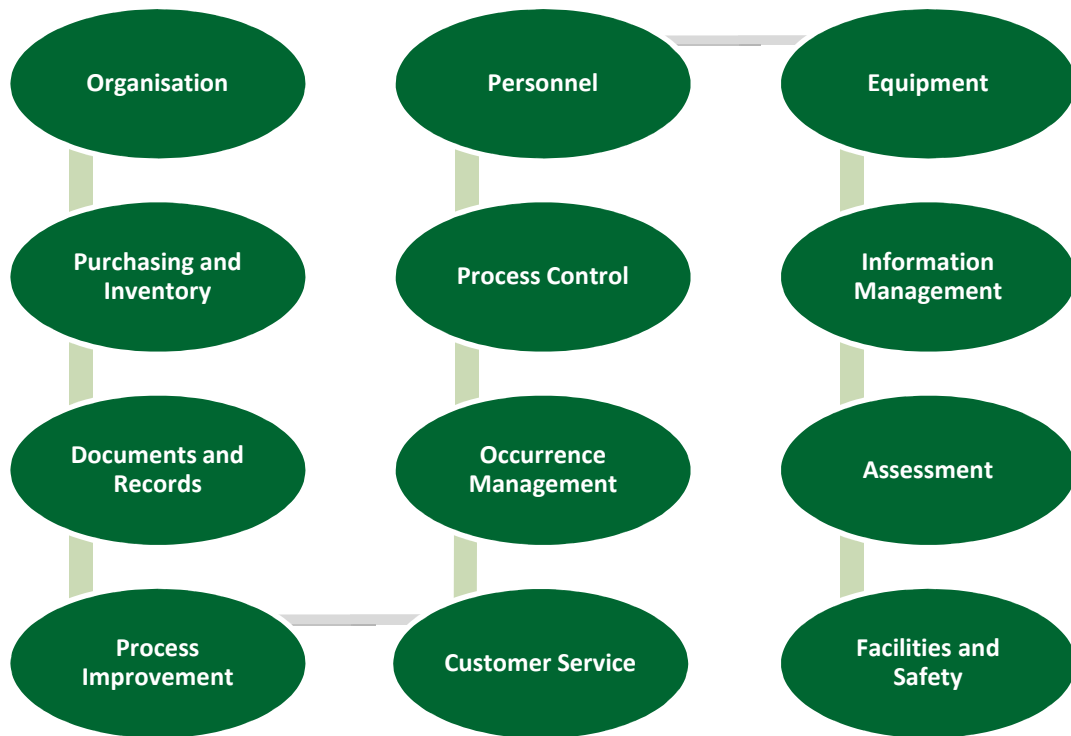 Organisation
Personnel
Equipment
Purchasing and
Inventory
Process Control
Information
Management
Documents and
Records
Occurrence
Management
Assessment
Process
Improvement
Customer Service
Facilities and
Safety